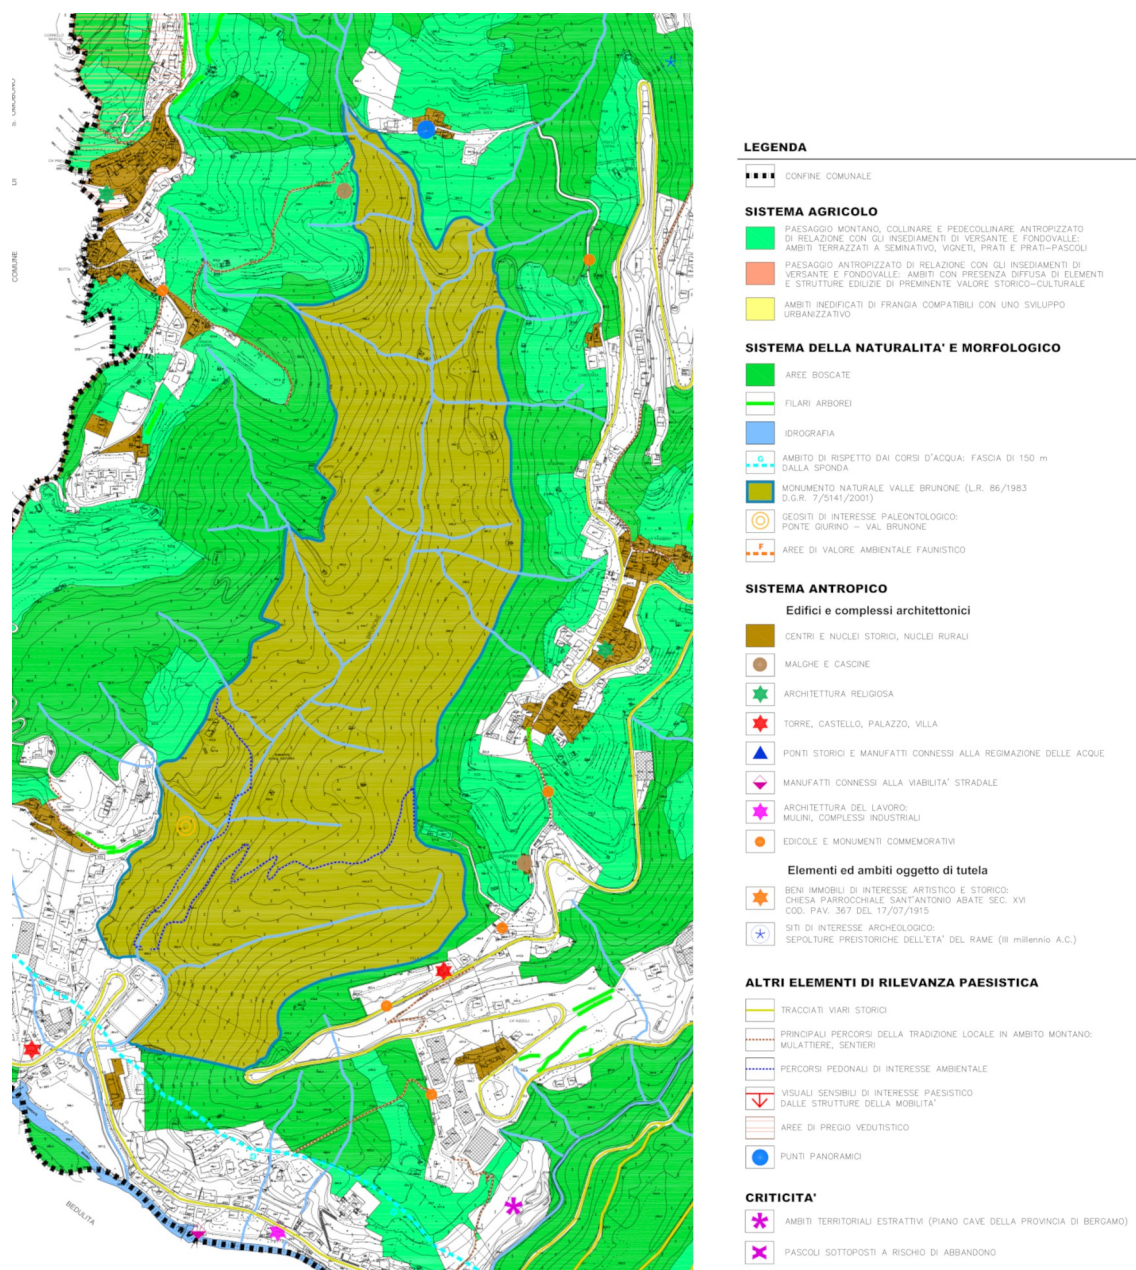 COMUNE
DI
BEDULITA
LEGENDA
CONFINE COMUNALE
SISTEMA AGRICOLO
PAESAGGIO MONTANO, COLLINARE E PEDECOLLINARE ANTROPIZZATO
DI RELAZIONE CON GLI INSEDIAMENTI DI VERSANTE E FONDOVALLE:
AMBITI TERRAZZATI A SEMINATIVO, VIGNETI, PRATI E PRATI-PASCOLI
PAESAGGIO ANTROPIZZATO DI RELAZIONE CON GLI INSEDIAMENTI DI
VERSANTE E FONDOVALLE: AMBITI CON PRESENZA DIFFUSA DI ELEMENTI
E STRUTTURE EDILIZIE DI PREMINENTE VALORE STORICO-CULTURALE
AMBITI INEDIFICATI DI FRANGIA COMPATIBILI CON UNO SVILUPPO
URBANIZZATIVO
SISTEMA DELLA NATURALITA' E MORFOLOGICO
AREE BOSCATE
FILARI ARBOREI
IDROGRAFIA
G
AMBITO DI RISPETTO DAI CORSI D'ACQUA: FASCIA DI 150 m
DALLA SPONDA
MONUMENTO NATURALE VALLE BRUNONE (L.R. 86/1983
D.G.R. 7/5141/2001)
GEOSITI DI INTERESSE PALEONTOLOGICO:
PONTE GIURINO - VAL BRUNONE
F
AREE DI VALORE AMBIENTALE FAUNISTICO
SISTEMA ANTROPICO
Edifici e complessi architettonici
CENTRI E NUCLEI STORICI, NUCLEI RURALI
MALGHE E CASCINE
ARCHITETTURA RELIGIOSA
TORRE, CASTELLO, PALAZZO, VILLA
PONTI STORICI E MANUFATTI CONNESSI ALLA REGIMAZIONE DELLE ACQUE
MANUFATTI CONNESSI ALLA VIABILITA' STRADALE
ARCHITETTURA DEL LAVORO:
MULINI, COMPLESSI INDUSTRIALI
EDICOLE E MONUMENTI COMMEMORATIVI
Elementi ed ambiti oggetto di tutela
BENI IMMOBILI DI INTERESSE ARTISTICO E STORICO:
CHIESA PARROCCHIALE SANT'ANTONIO ABATE SEC. XVI
COD. PAV. 367 DEL 17/07/1915
SITI DI INTERESSE ARCHEOLOGICO:
SEPOLTURE PREISTORICHE DELL'ETA' DEL RAME (III millennio A.C.)
ALTRI ELEMENTI DI RILEVANZA PAESISTICA
TRACCIATI VIARI STORICI
PRINCIPALI PERCORSI DELLA TRADIZIONE LOCALE IN AMBITO MONTANO:
MULATTIERE, SENTIERI
PERCORSI PEDONALI DI INTERESSE AMBIENTALE
VISUALI SENSIBILI DI INTERESSE PAESISTICO
DALLE STRUTTURE DELLA MOBILITA'
AREE DI PREGIO VEDUTISTICO
PUNTI PANORAMICI
CRITICITA'
AMBITI TERRITORIALI ESTRATTIVI (PIANO CAVE DELLA PROVINCIA DI BERGAMO)
PASCOLI SOTTOPOSTI A RISCHIO DI ABBANDONO